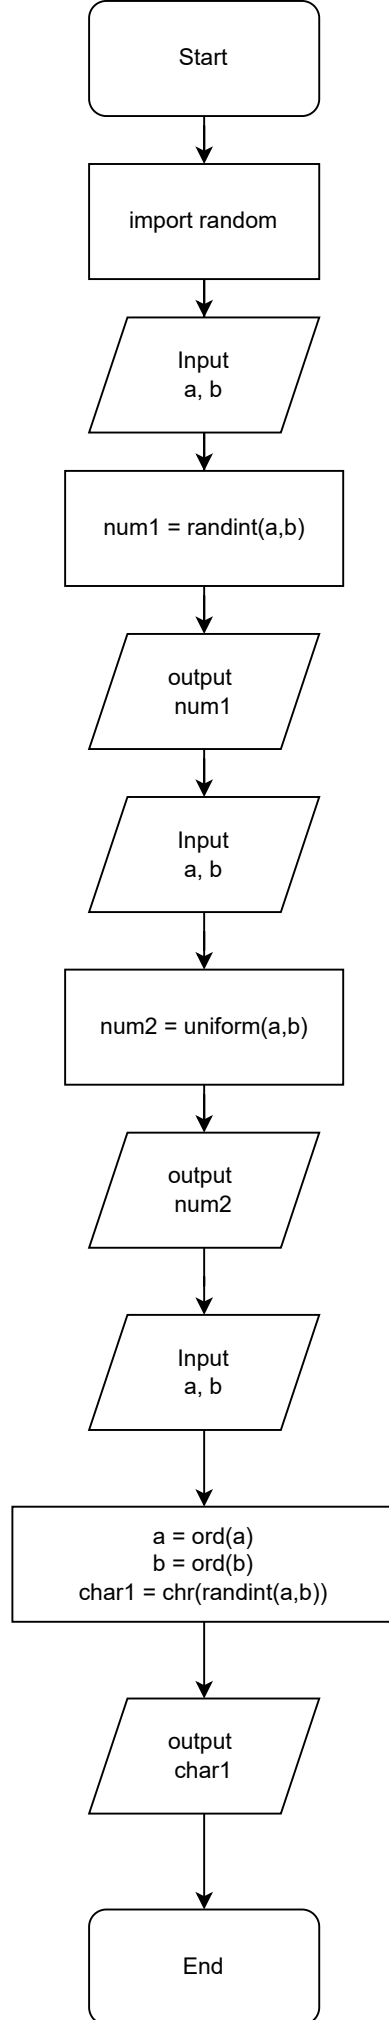 Start
import random
Input
a, b
num1 = randint(a,b)
output
num1
Input
a, b
num2 = uniform(a,b)
output
num2
Input
a, b
a = ord(a)
b = ord(b)
char1 = chr(randint(a,b))
output
char1
End